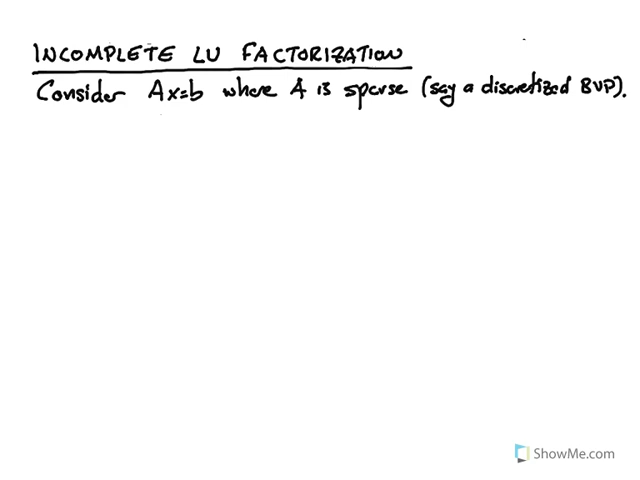 INCOMPLETE LU FACTORIZATION
Consider Ax=b where A is sparse (say a discretized BVP).
ShowMe.com